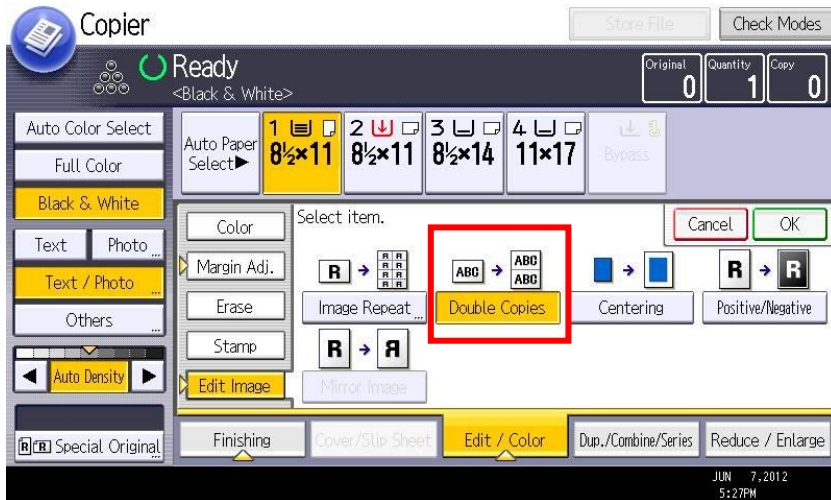 Copier
Store File
Check Modes
Ready
<Black & White>
Original
0
Quantity
1
Copy
0
Auto Color Select
Full Color
Black & White
Text
Photo
Text / Photo
Others
Auto Density
Special Original
Auto Paper
Select▶
1
8½×11
2
8½×11
3
8½×14
4
11×17
Bypass
Color
Margin Adj.
Erase
Stamp
Edit Image
Select item.
Cancel
OK
R → R R R R R R R R
Image Repeat
ABC → ABC
ABC
Double Copies
Centering
R → R
Positive/Negative
R → Я
Mirror Image
Finishing
Cover/Slip Sheet
Edit / Color
Dup./Combine/Series
Reduce / Enlarge
JUN 7,2012
5:27PM